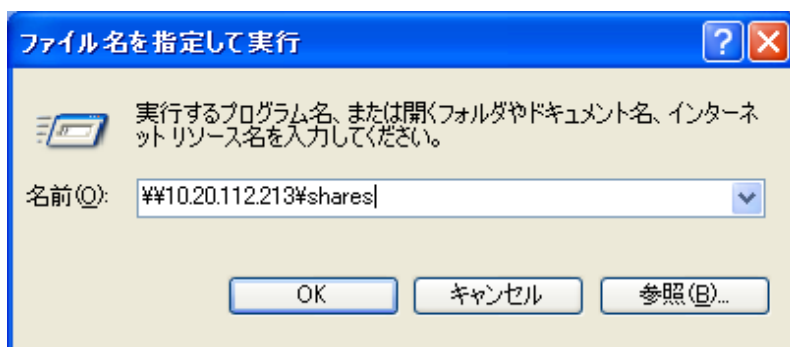 ファイル名を指定して実行
実行するプログラム名、または開くフォルダやドキュメント名、インターネ
ット リソース名を入力してください。
名前(O): ¥¥10.20.112.213¥shares
OK キャンセル 参照(B)...